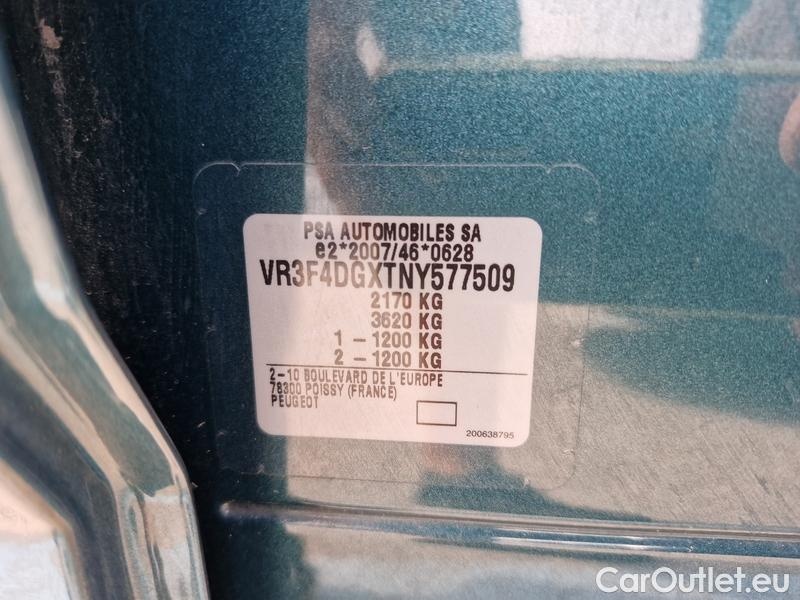 PSA AUTOMOBILES SA
e2*2007/46*0628
VR3F4DGXTNY577509
2170 KG
3620 KG
1 – 1200 KG
2 – 1200 KG
2–10 BOULEVARD DE L'EUROPE
78300 POISSY (FRANCE)
PEUGEOT
200638795
CarOutlet.eu